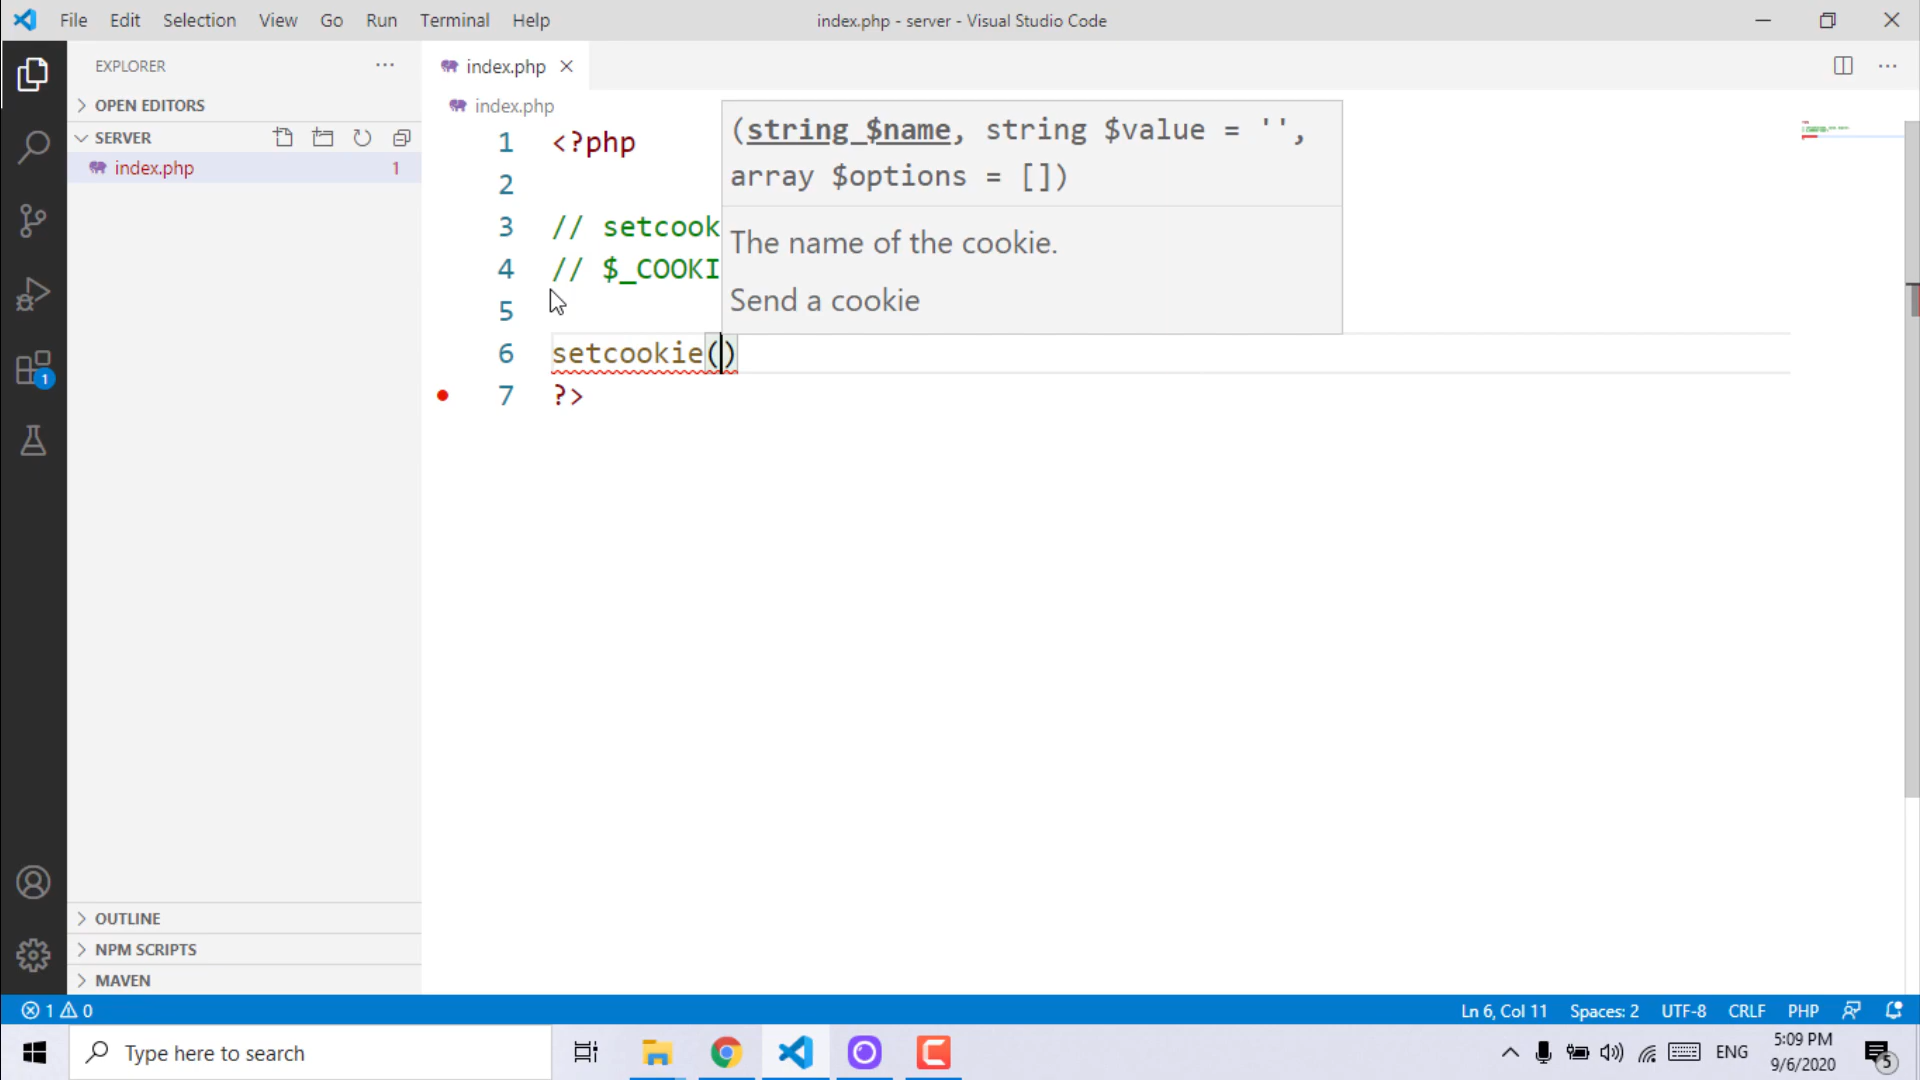 File Edit Selection View Go Run Terminal Help
index.php - server - Visual Studio Code
EXPLORER
OPEN EDITORS
SERVER
index.php 1
OUTLINE
NPM SCRIPTS
MAVEN
index.php
index.php
1 <?php
2
3 // setcook
4 // $_COOKI
5
6 setcookie()
7 ?>
(string $name, string $value = '',
array $options = [])
The name of the cookie.
Send a cookie
1
1 0
Ln 6, Col 11 Spaces: 2 UTF-8 CRLF PHP
Type here to search
ENG
5:09 PM
9/6/2020
5